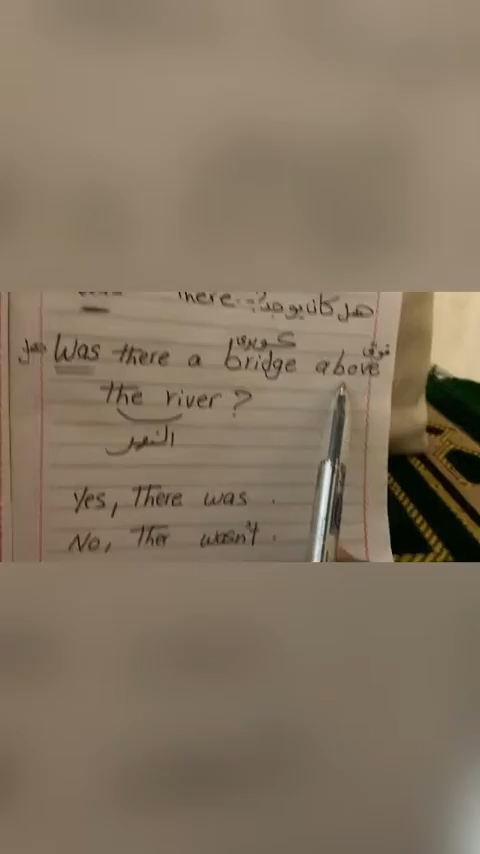 There .. ? هل كان يوجد
هل Was there a bridge كوبري above فوق
the river ?
النهر
Yes, There was .
No, Ther wasn't .